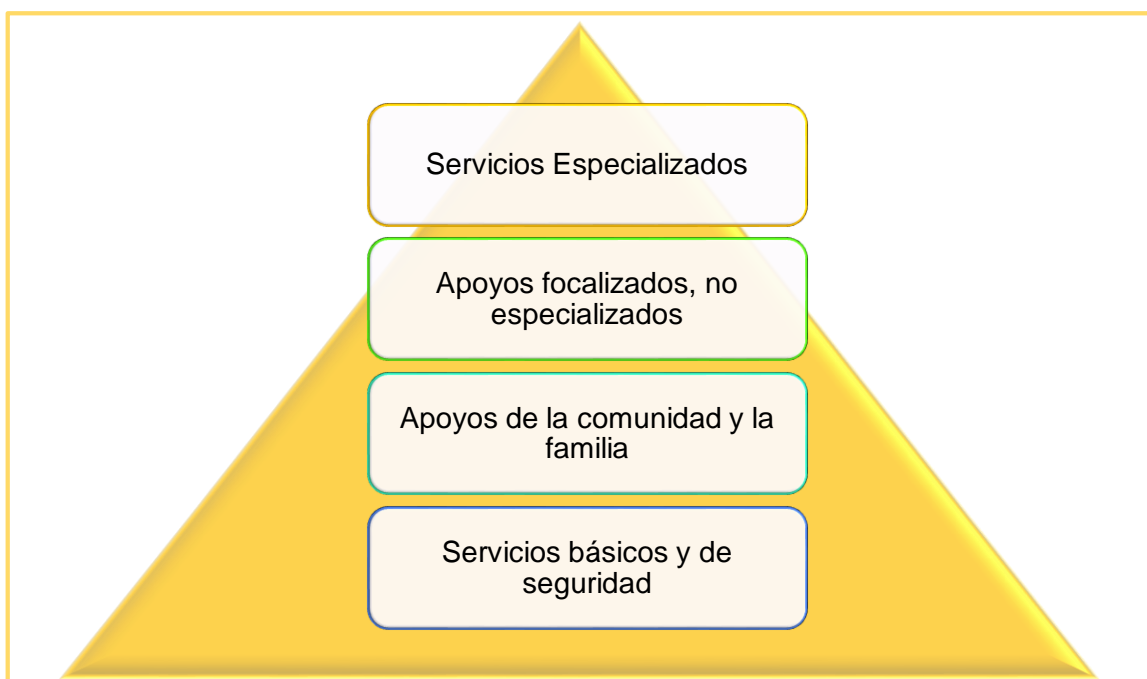 Servicios Especializados
Apoyos focalizados, no
especializados
Apoyos de la comunidad y la
familia
Servicios básicos y de
seguridad